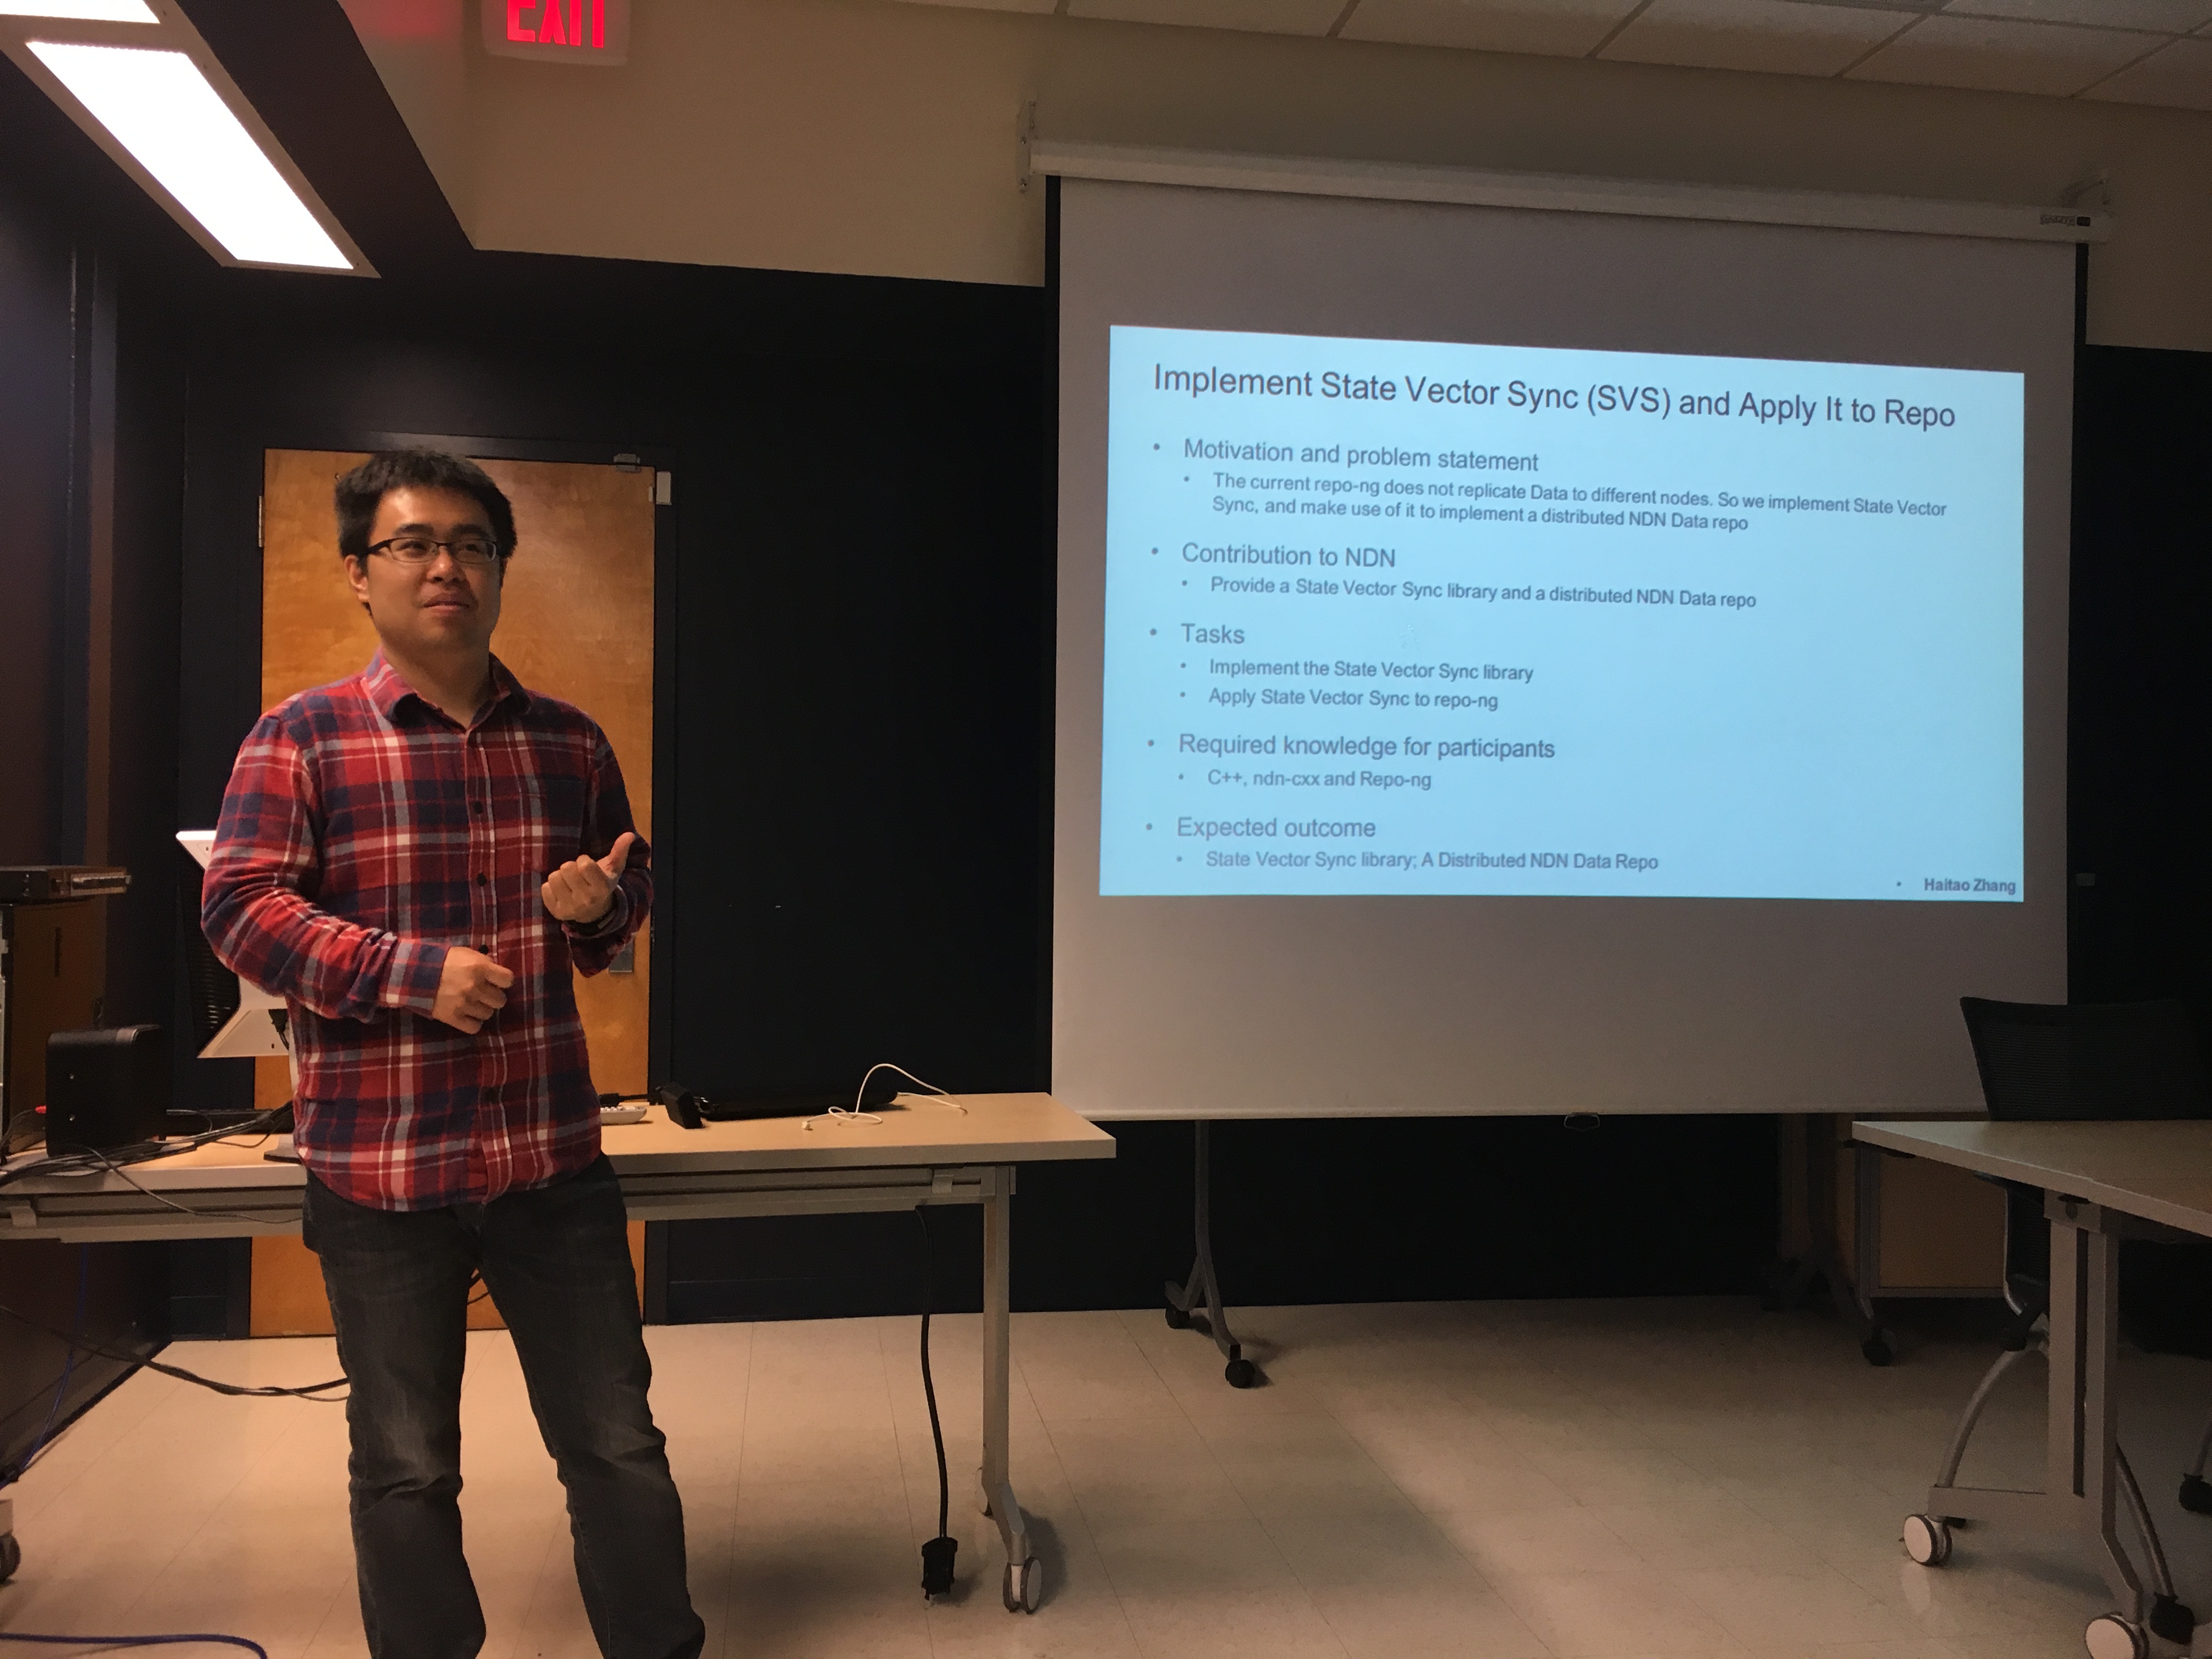 EXIT
Implement State Vector Sync (SVS) and Apply It to Repo
• Motivation and problem statement
• The current repo-ng does not replicate Data to different nodes. So we implement State Vector
Sync, and make use of it to implement a distributed NDN Data repo
• Contribution to NDN
• Provide a State Vector Sync library and a distributed NDN Data repo
• Tasks
• Implement the State Vector Sync library
• Apply State Vector Sync to repo-ng
• Required knowledge for participants
• C++, ndn-cxx and Repo-ng
• Expected outcome
• State Vector Sync library; A Distributed NDN Data Repo
• Haitao Zhang